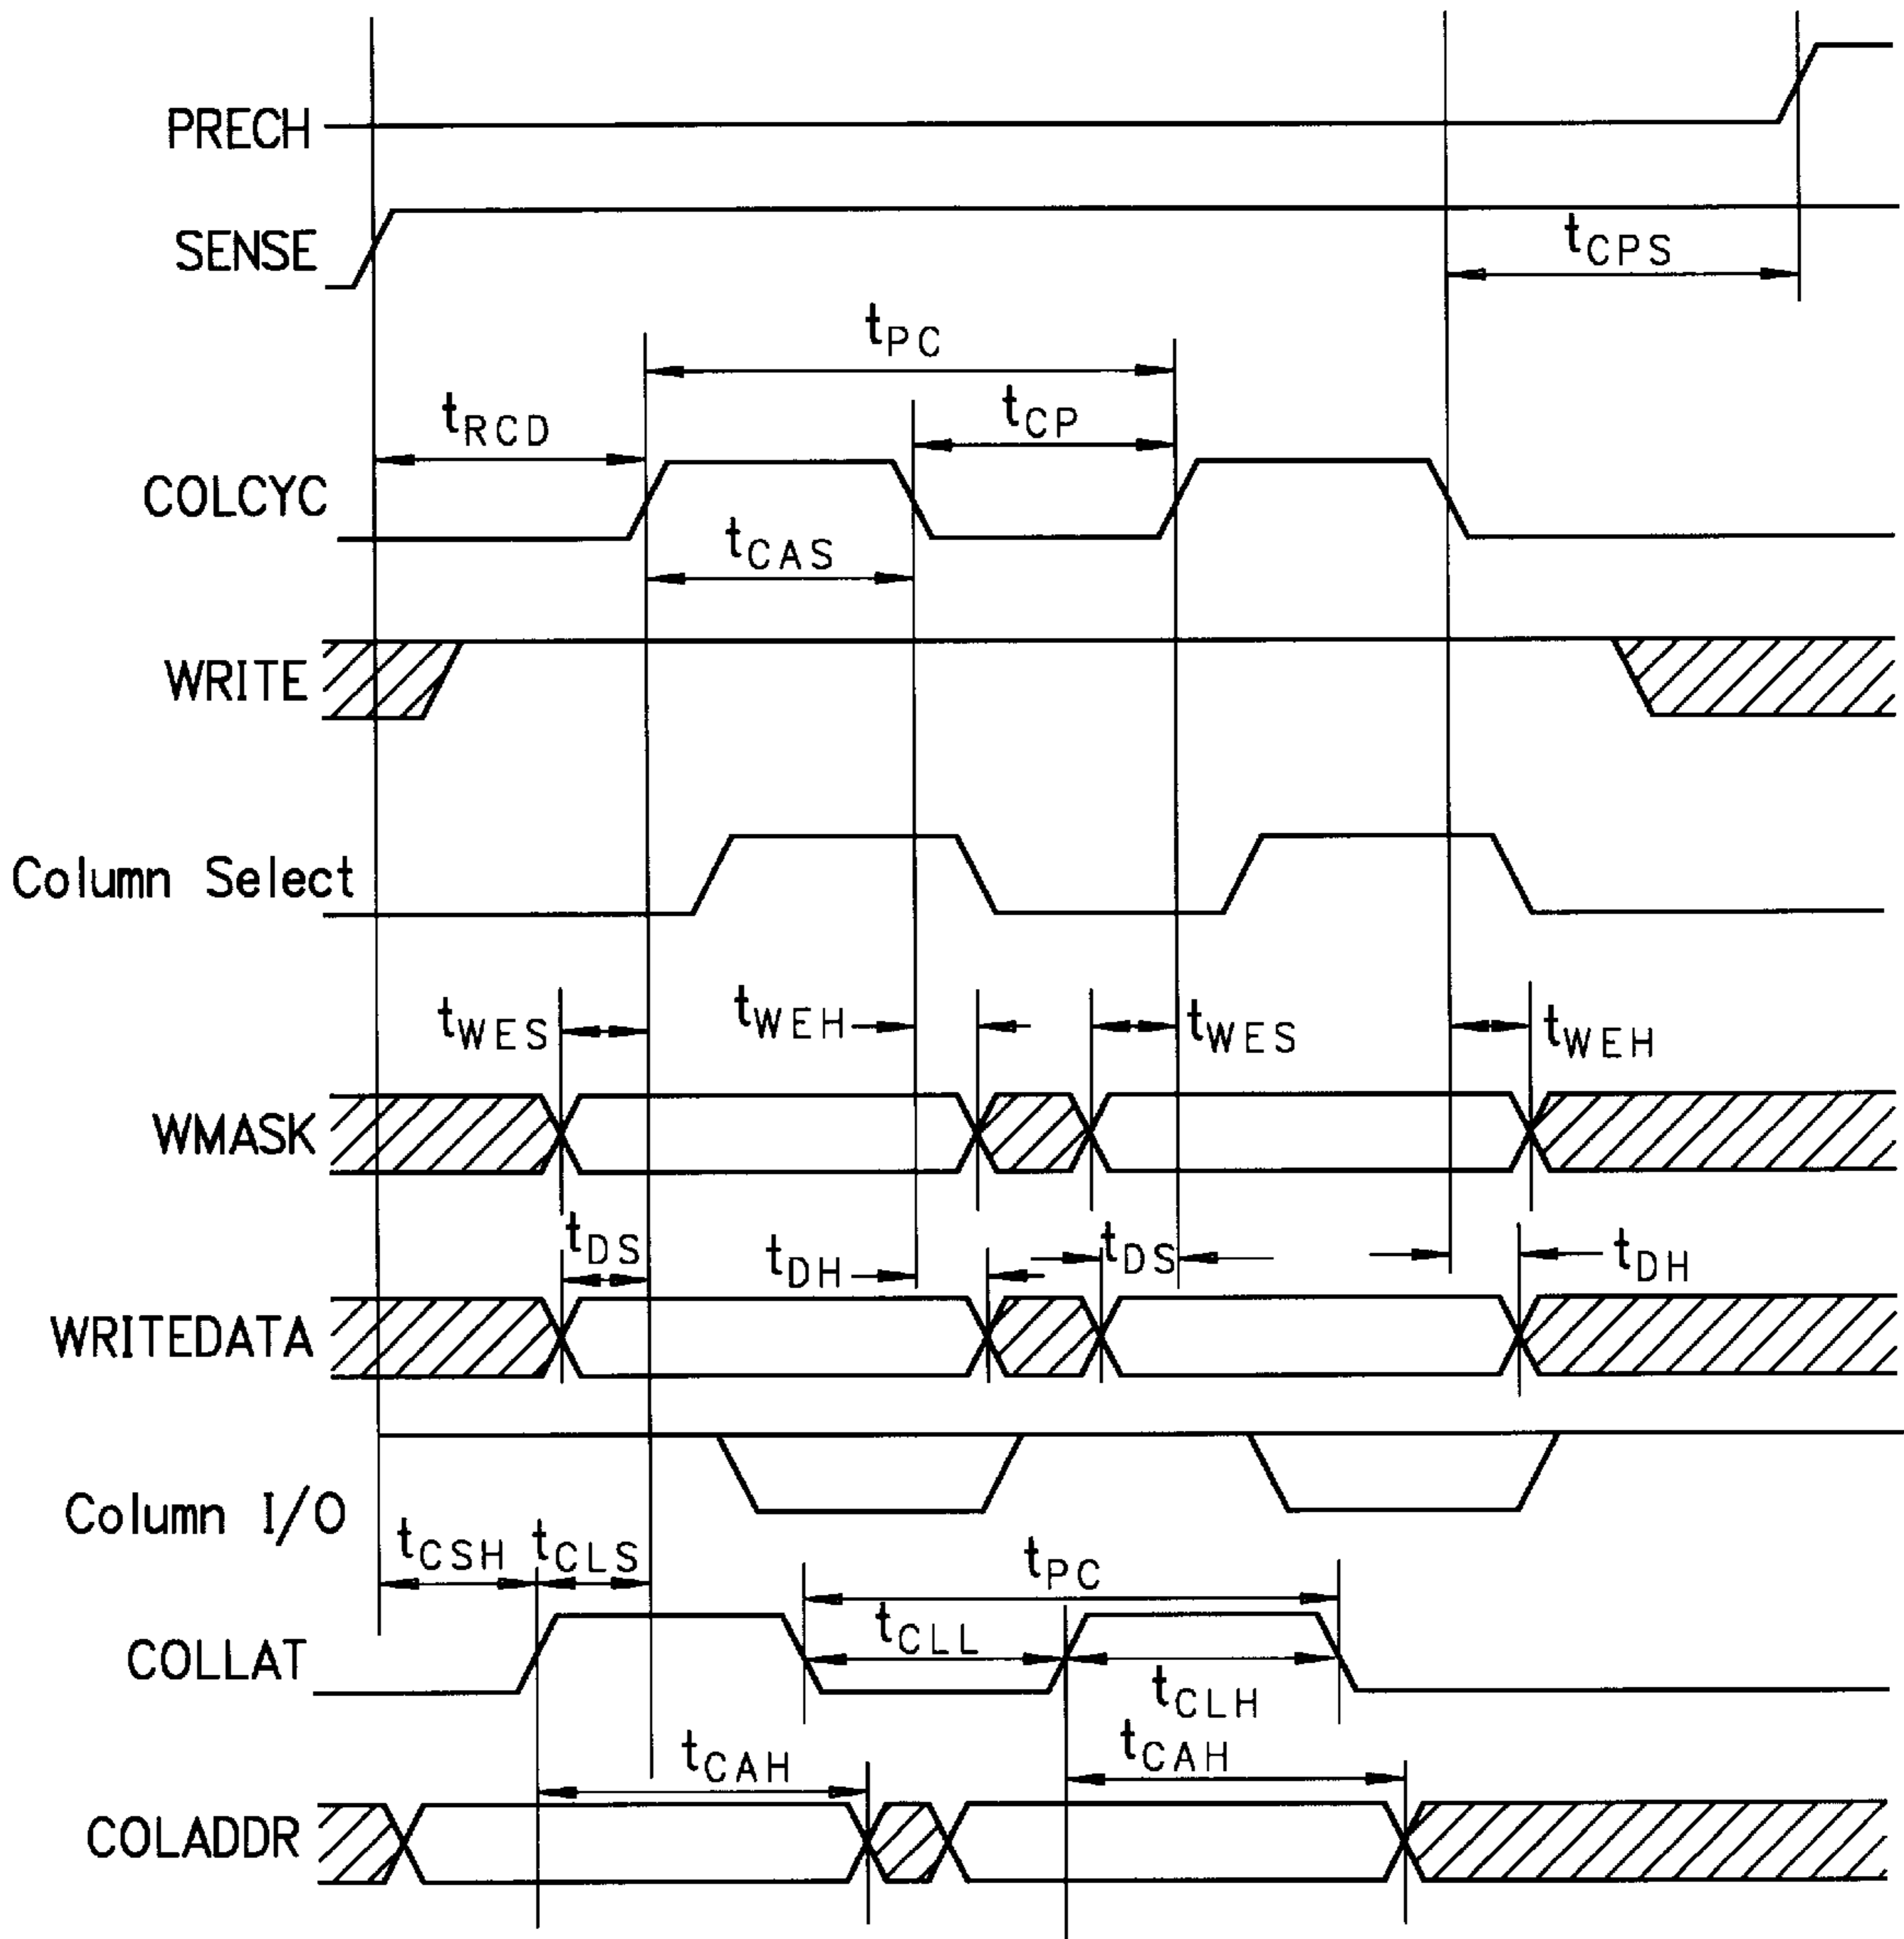 PRECH
SENSE
tCPS
tPC
tRCD
tCP
COLCYC
tCAS
WRITE
Column Select
tWES tWEH tWES tWEH
WMASK
tDS tDH tDS tDH
WRITEDATA
Column I/O
tCSH tCLS tPC
tCLL
COLLAT
tCLH
tCAH tCAH
COLADDR